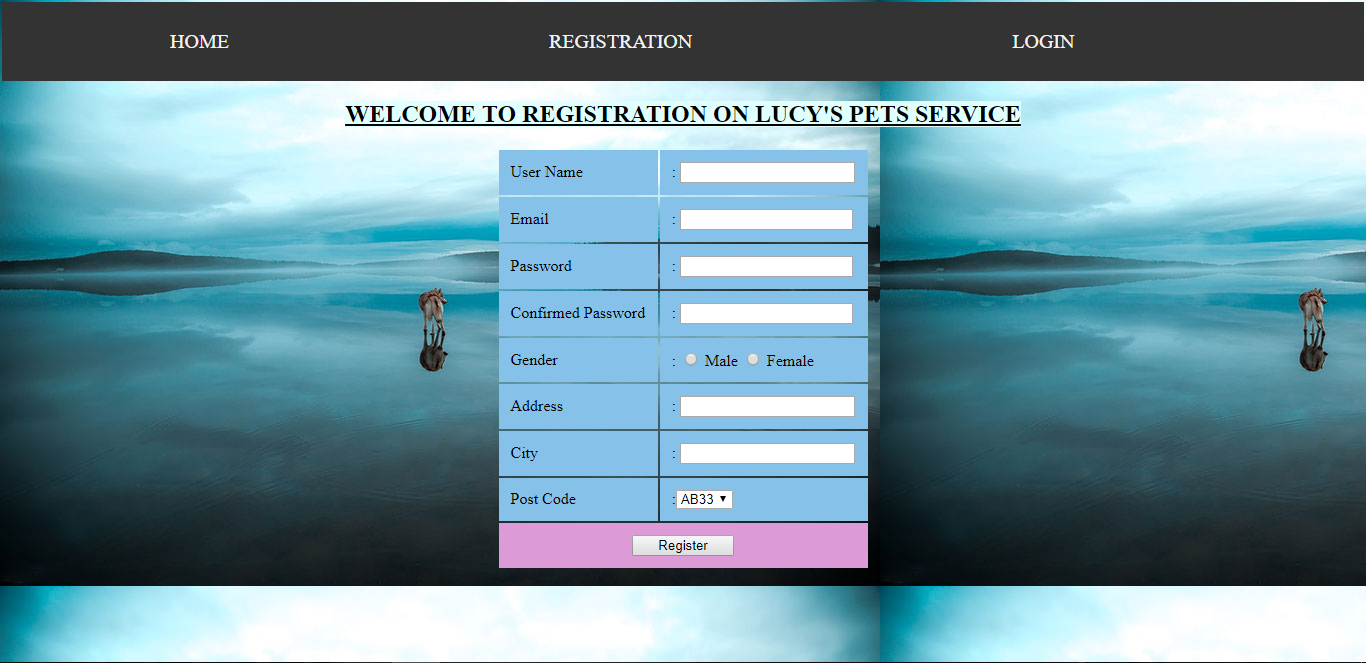 HOME REGISTRATION LOGIN
WELCOME TO REGISTRATION ON LUCY'S PETS SERVICE
User Name :
Email :
Password :
Confirmed Password :
Gender : Male Female
Address :
City :
Post Code : AB33
Register